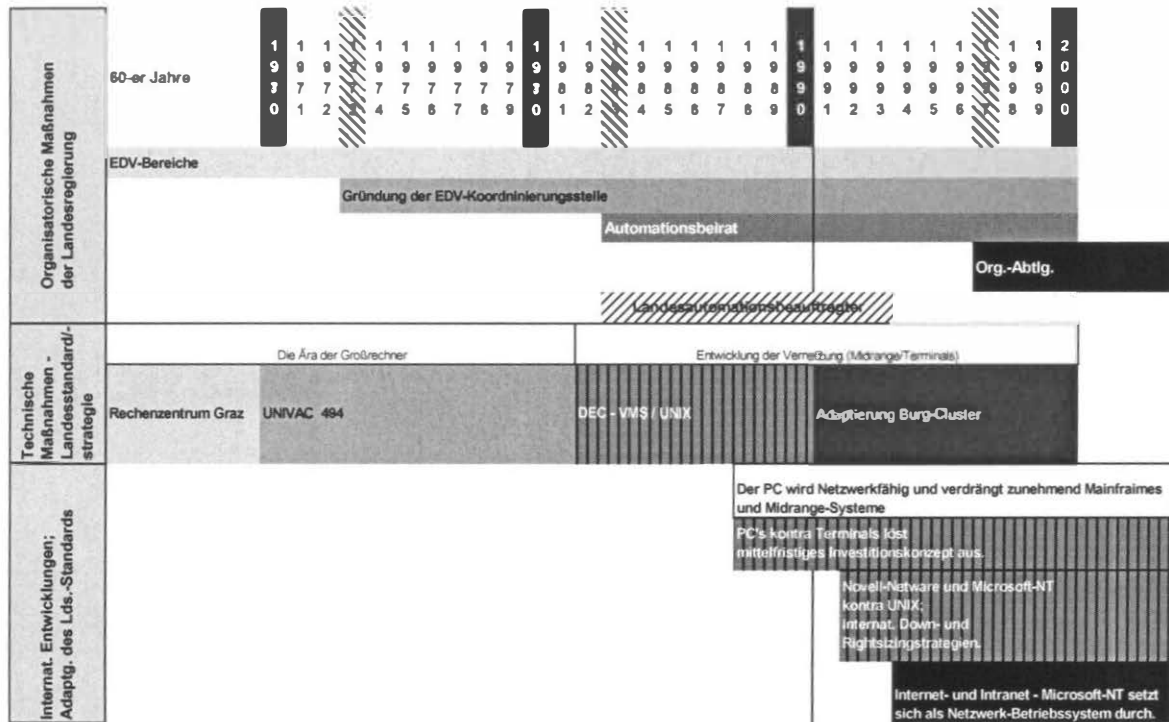 Organisatorische Maßnahmen
der Landesregierung
60-er Jahre
1970 1971 1972 1973 1974 1975 1976 1977 1978 1979 1980 1981 1982 1983 1984 1985 1986 1987 1988 1989 1990 1991 1992 1993 1994 1995 1996 1997 1998 1999 2000
EDV-Bereiche
Gründung der EDV-Koordninierungsstelle
Automationsbeirat
Org.-Abtlg.
Landesautomationsbeauftragter
Technische
Maßnahmen -
Landesstandard/-
strategie
Die Ära der Großrechner
Entwicklung der Vernetzung (Midrange/Terminals)
Rechenzentrum Graz
UNIVAC 494
DEC - VMS / UNIX
Adaptierung Burg-Cluster
Internat. Entwicklungen;
Adaptg. des Lds.-Standards
Der PC wird Netzwerkfähig und verdrängt zunehmend Mainfraimes
und Midrange-Systeme
PC's kontra Terminals löst
mittelfristiges Investitionskonzept aus.
Novell-Netware und Microsoft-NT
kontra UNIX;
internat. Down- und
Rightsizingstrategien.
Internet- und Intranet - Microsoft-NT setzt
sich als Netzwerk-Betriebssystem durch.